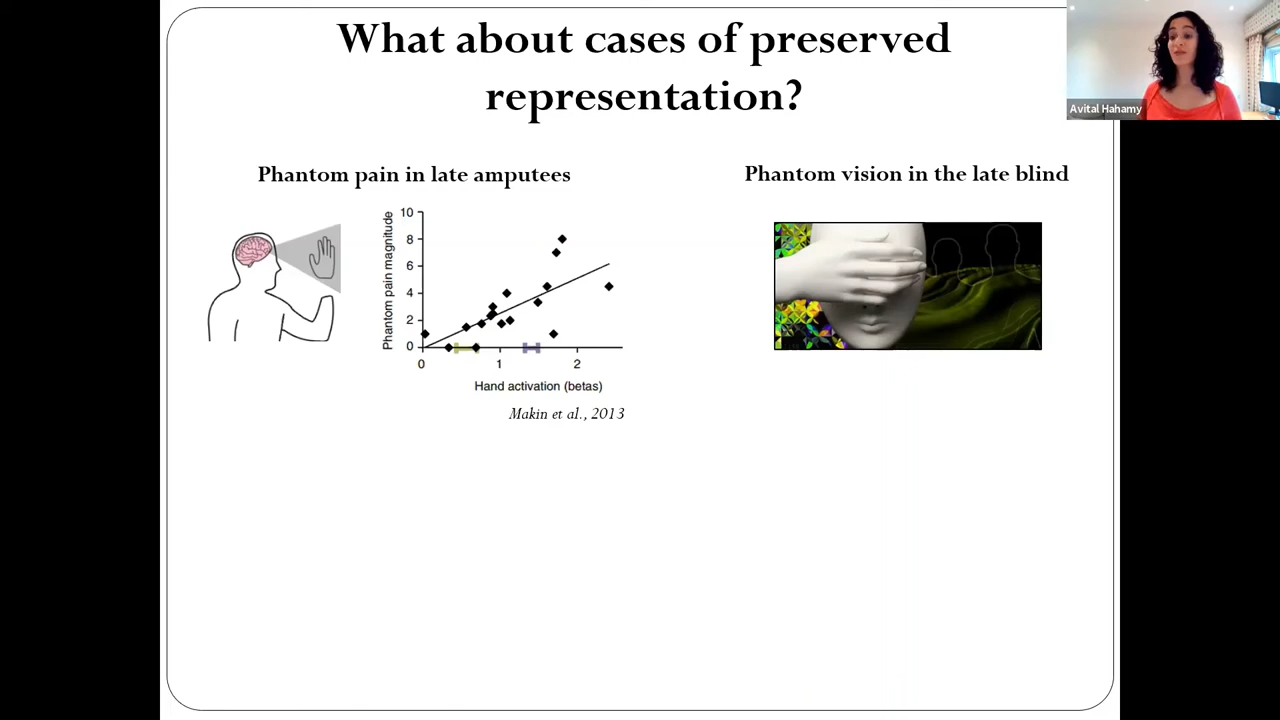 What about cases of preserved
representation?
Avital Hahamy
Phantom pain in late amputees
Phantom vision in the late blind
Phantom pain magnitude
10
8
6
4
2
0
0 1 2
Hand activation (betas)
Makin et al., 2013